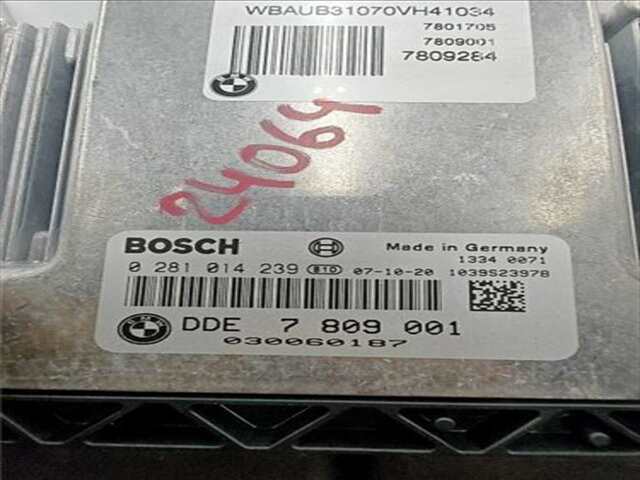 WBAUB31070VH41034
7801705
7809001
7809284
24064
BOSCH
Made in Germany
1334 0071
0 281 014 239 B10 07-10-20 1039S23978
DDE 7 809 001
030060187